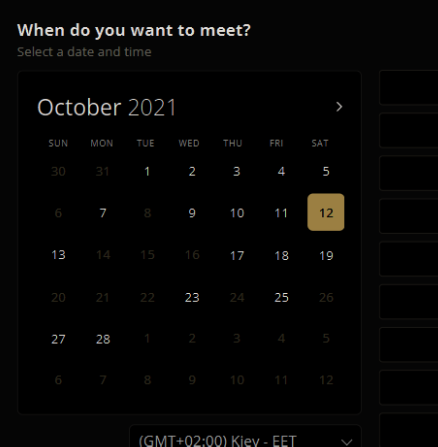 When do you want to meet?
Select a date and time
October 2021
SUN MON TUE WED THU FRI SAT
30 31 1 2 3 4 5
6 7 8 9 10 11 12
13 14 15 16 17 18 19
20 21 22 23 24 25 26
27 28 1 2 3 4 5
6 7 8 9 10 11 12
(GMT+02:00) Kiev - EET